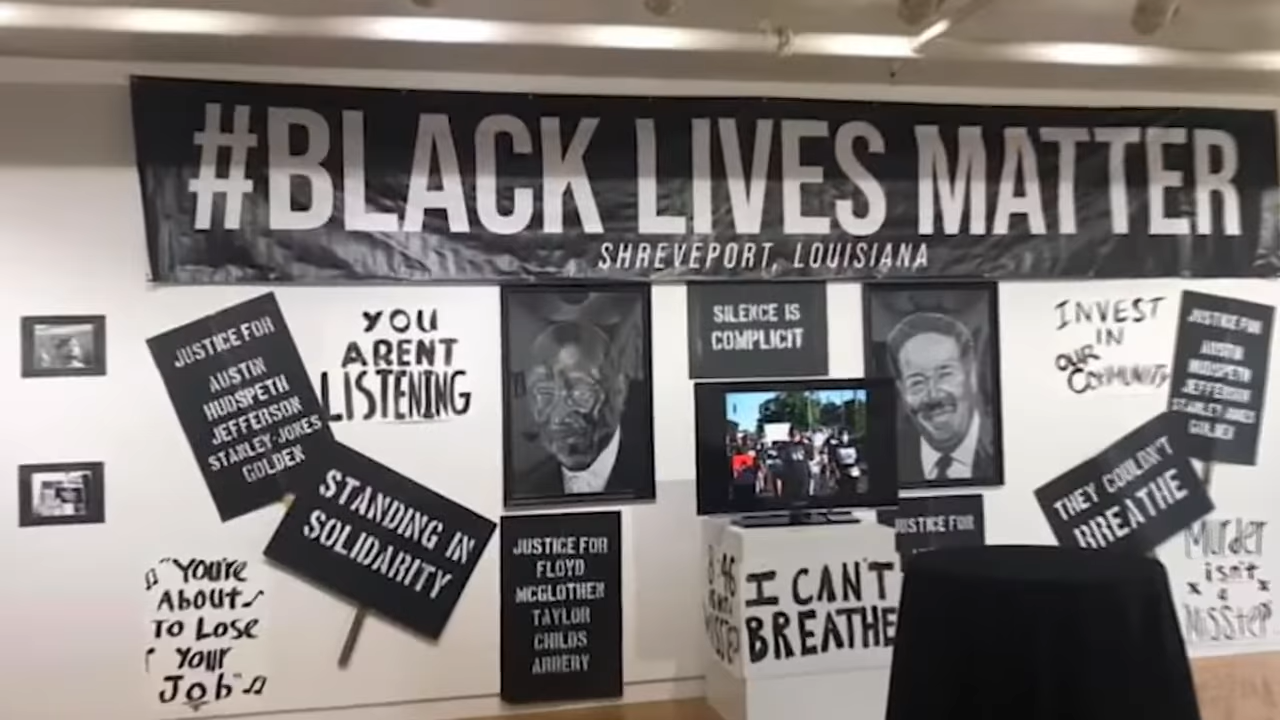 #BLACK LIVES MATTER
SHREVEPORT, LOUISIANA
JUSTICE FOR
AUSTIN
HUDSPETH
JEFFERSON
STANLEY-JONES
GOLDEN
YOU
ARENT
LISTENING
STANDING IN
SOLIDARITY
"You're
About
To Lose
Your
Job"
JUSTICE FOR
FLOYD
MCGLOTHEN
TAYLOR
CHILDS
ARBERY
SILENCE IS
COMPLICIT
8:46
I CAN'T
BREATHE
JUSTICE FOR
INVEST
IN
OUR
COMMUNITY
JUSTICE FOR
AUSTIN
HUDSPETH
JEFFERSON
STANLEY-JONES
GOLDEN
THEY COULDN'T
BREATHE
Murder
isn't
a
MISSTEP